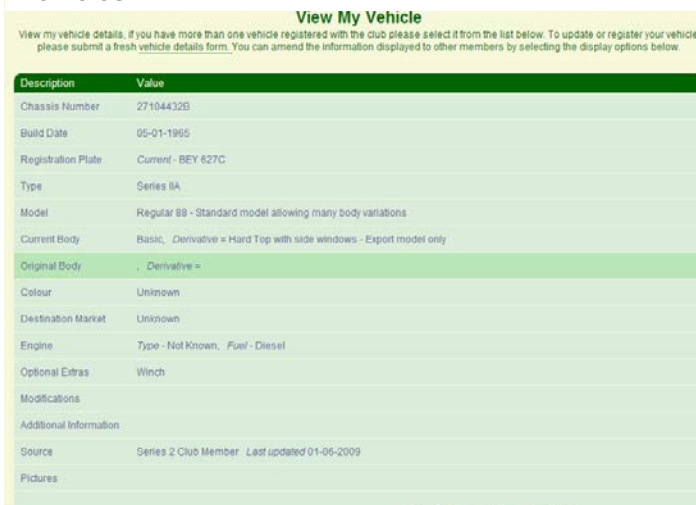 View My Vehicle
View my vehicle details, if you have more than one vehicle registered with the club please select it from the list below. To update or register your vehicle
please submit a fresh vehicle details form. You can amend the information displayed to other members by selecting the display options below.
Description Value
Chassis Number 27104432B
Build Date 05-01-1965
Registration Plate Current - BEY 627C
Type Series IIA
Model Regular 88 - Standard model allowing many body variations
Current Body Basic, Derivative = Hard Top with side windows - Export model only
Original Body , Derivative =
Colour Unknown
Destination Market Unknown
Engine Type - Not Known, Fuel - Diesel
Optional Extras Winch
Modifications
Additional Information
Source Series 2 Club Member Last updated 01-06-2009
Pictures